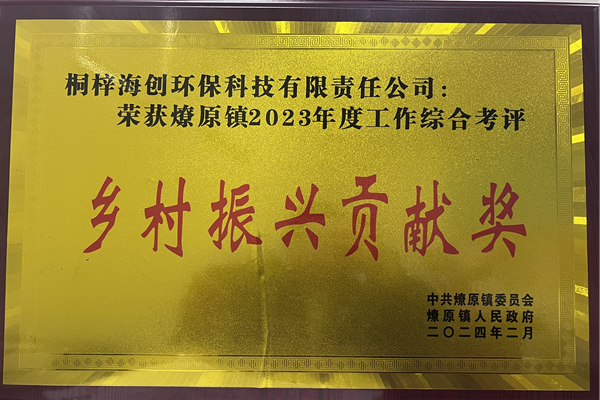 桐梓海创环保科技有限责任公司：
荣获燎原镇2023年度工作综合考评
乡村振兴贡献奖
中共燎原镇委员会
燎原镇人民政府
二〇二四年二月